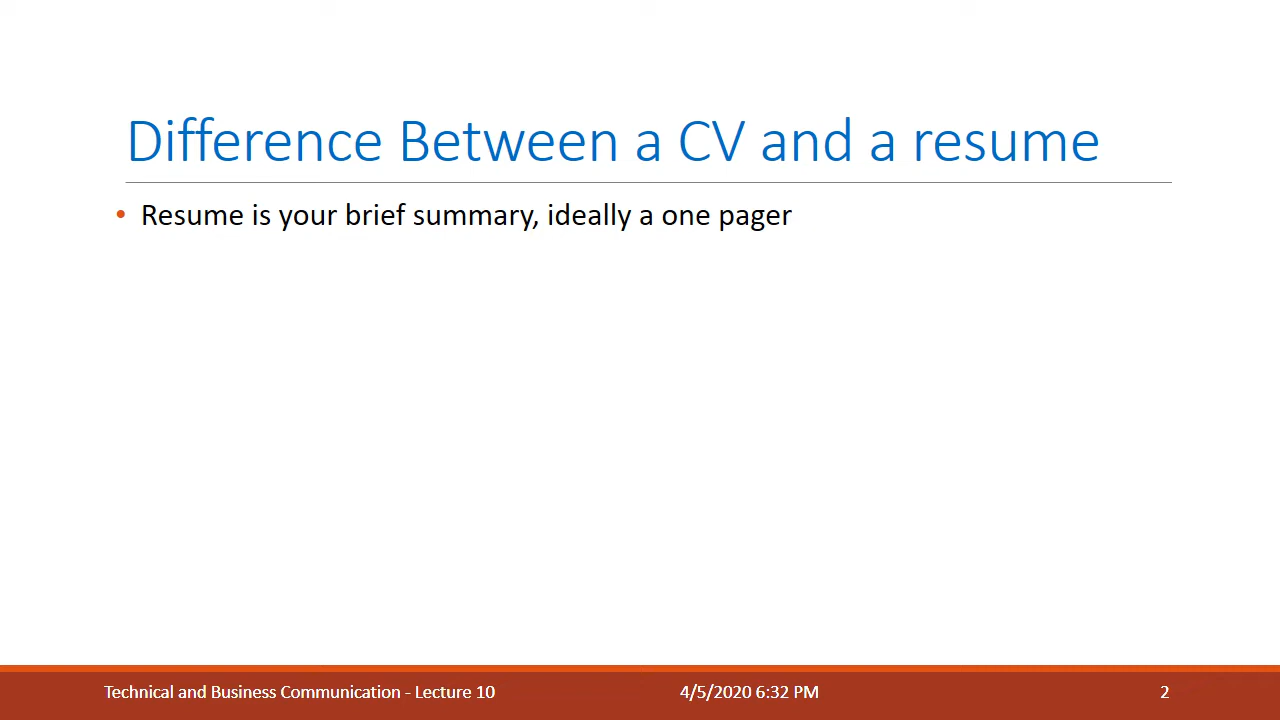 Difference Between a CV and a resume
• Resume is your brief summary, ideally a one pager
Technical and Business Communication - Lecture 10
4/5/2020 6:32 PM
2